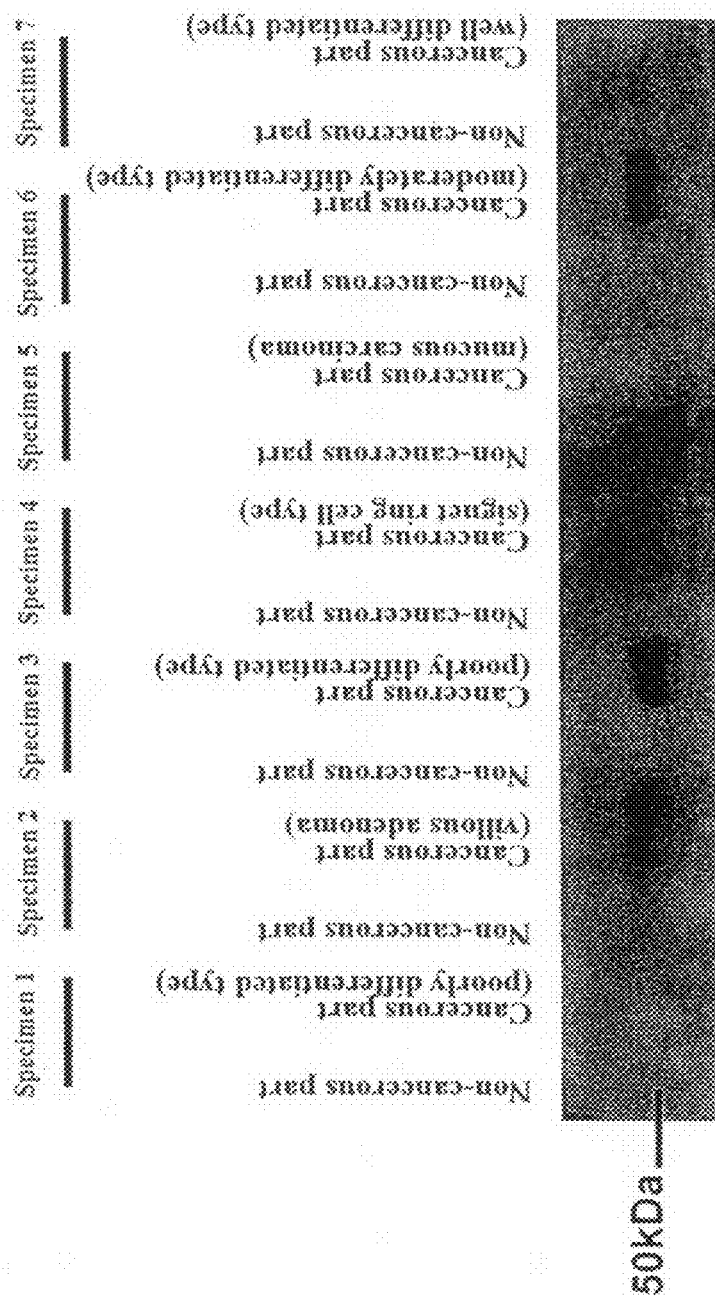 Specimen 1
Specimen 2
Specimen 3
Specimen 4
Specimen 5
Specimen 6
Specimen 7
Non-cancerous part
Cancerous part
(poorly differentiated type)
Non-cancerous part
Cancerous part
(villous adenoma)
Non-cancerous part
Cancerous part
(poorly differentiated type)
Non-cancerous part
Cancerous part
(signet ring cell type)
Non-cancerous part
Cancerous part
(mucous carcinoma)
Non-cancerous part
Cancerous part
(moderately differentiated type)
Non-cancerous part
Cancerous part
(well differentiated type)
50kDa